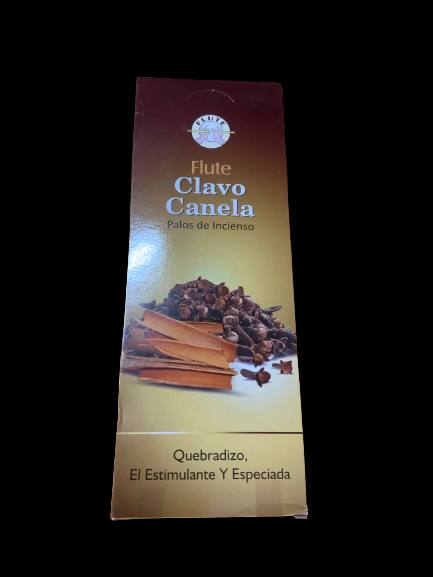 FLUTE
Flute
Clavo
Canela
Palos de Incienso
Quebradizo,
El Estimulante Y Especiada